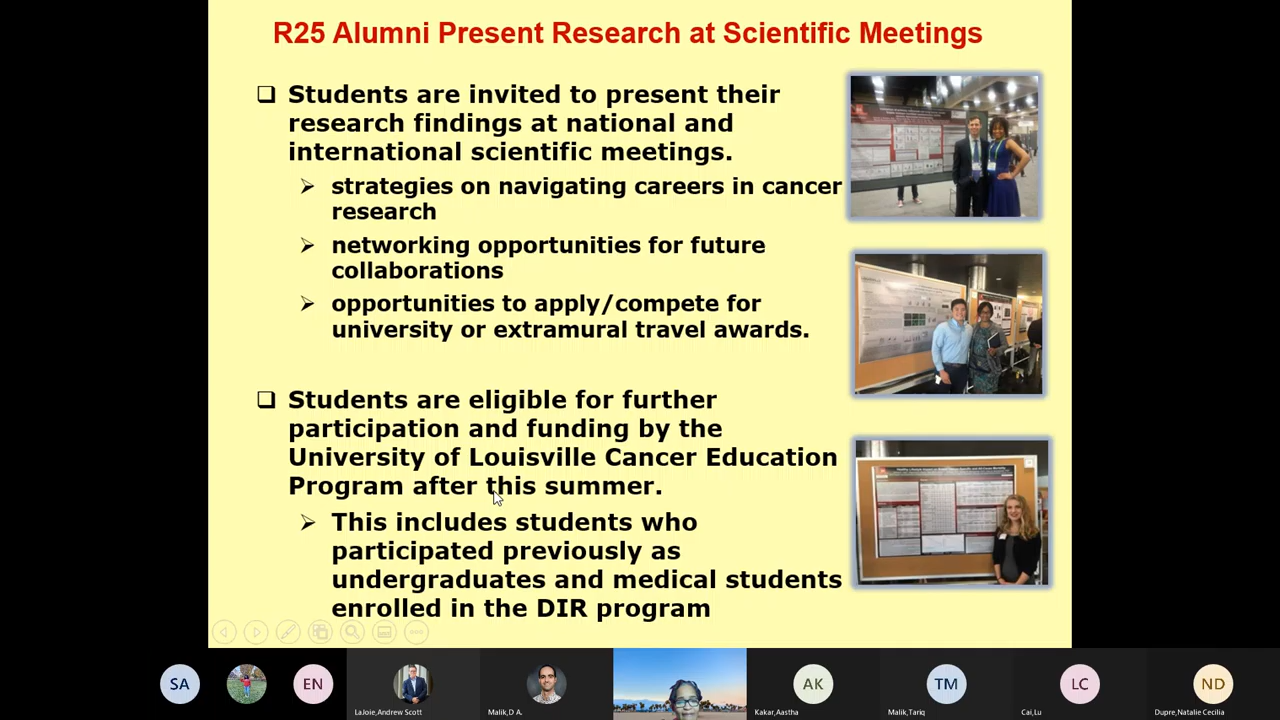 R25 Alumni Present Research at Scientific Meetings
Students are invited to present their
research findings at national and
international scientific meetings.
strategies on navigating careers in cancer
research
networking opportunities for future
collaborations
opportunities to apply/compete for
university or extramural travel awards.
Students are eligible for further
participation and funding by the
University of Louisville Cancer Education
Program after this summer.
This includes students who
participated previously as
undergraduates and medical students
enrolled in the DIR program
SA
EN
AK
TM
LC
ND
LaJoie,Andrew Scott
Malik,D A.
Kakar,Aastha
Malik,Tariq
Cai,Lu
Dupre,Natalie Cecilia